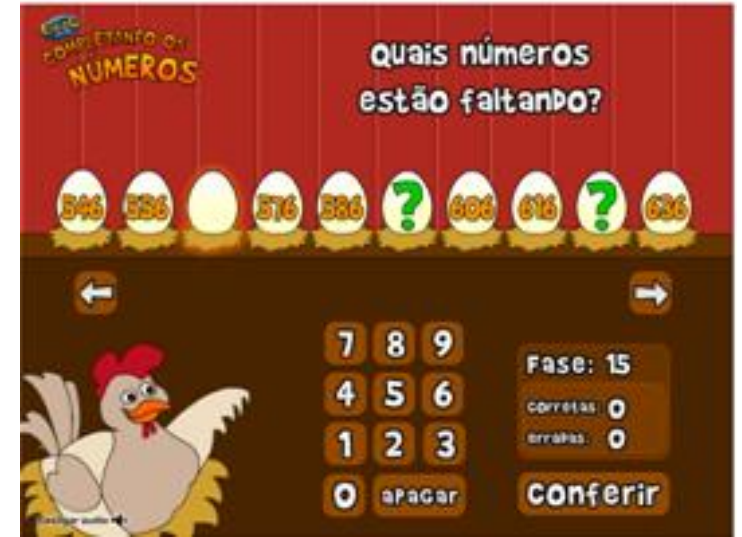 COMPLETANDO OS
NÚMEROS
Quais números
estão faltando?
546 556 576 586 ? 606 616 ? 636
7 8 9
4 5 6
1 2 3
0 apagar
Fase: 15
corretas: 0
erradas: 0
conferir